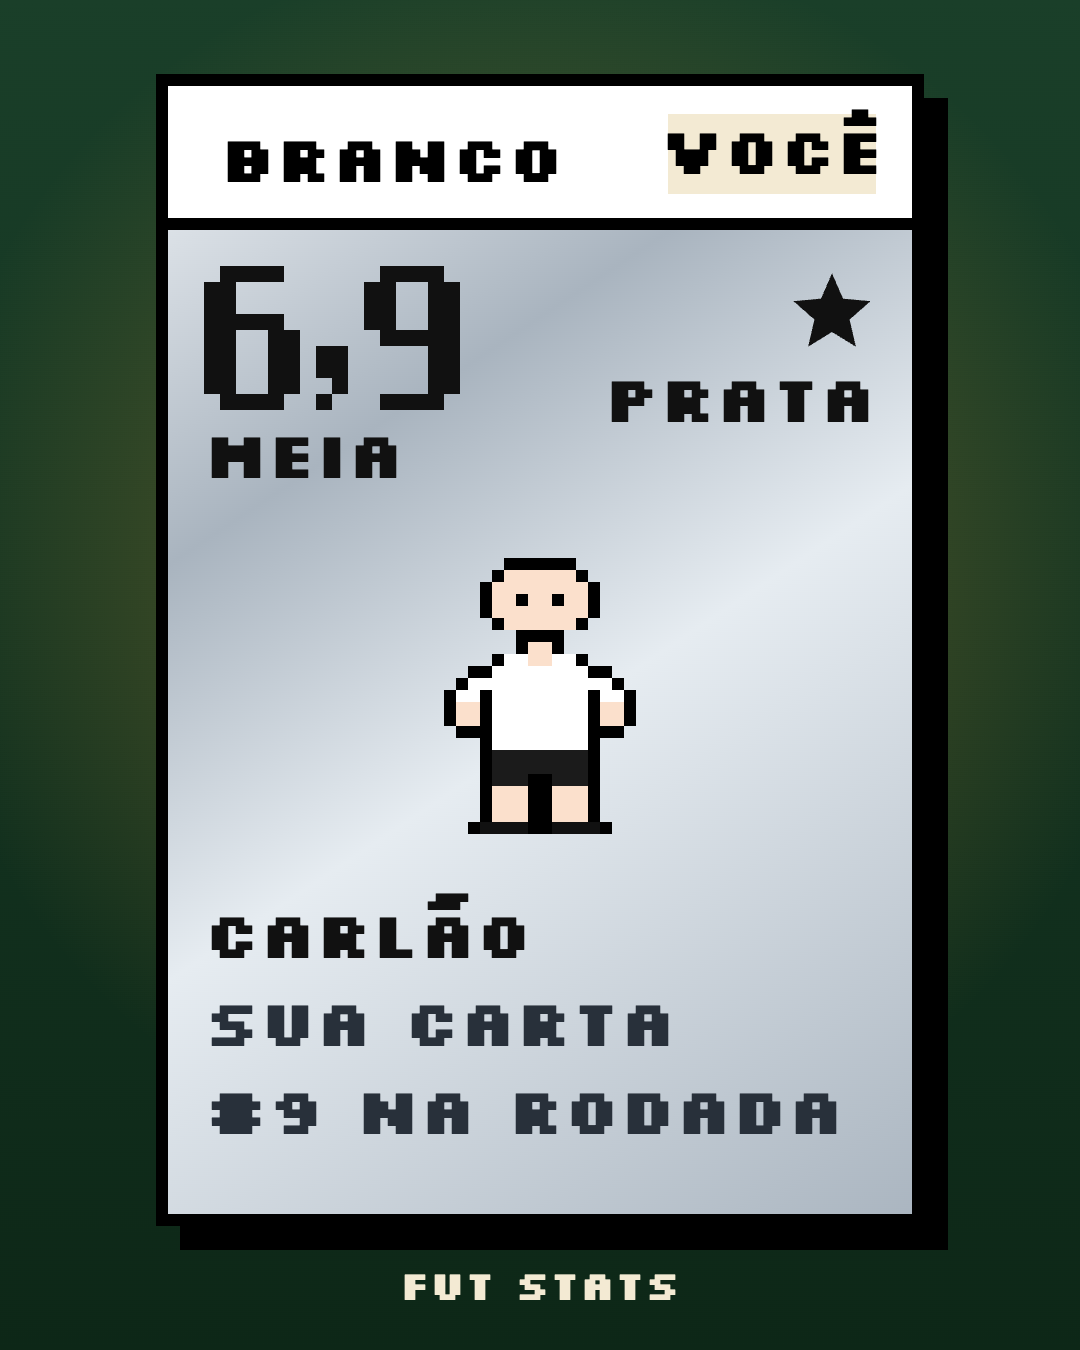 BRANCO VOCÊ
6,9
MEIA
PRATA
CARLÃO
SUA CARTA
#9 NA RODADA
FUT STATS